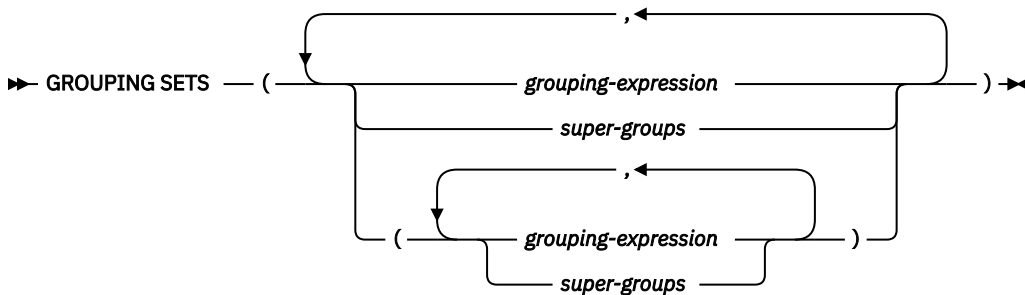 ,
GROUPING SETS ( grouping-expression )
super-groups
,
( grouping-expression )
super-groups